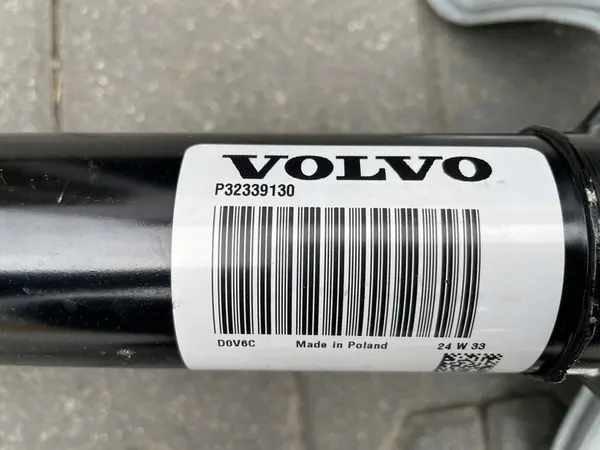 VOLVO
P32339130
D0V6C Made in Poland 24 W 33